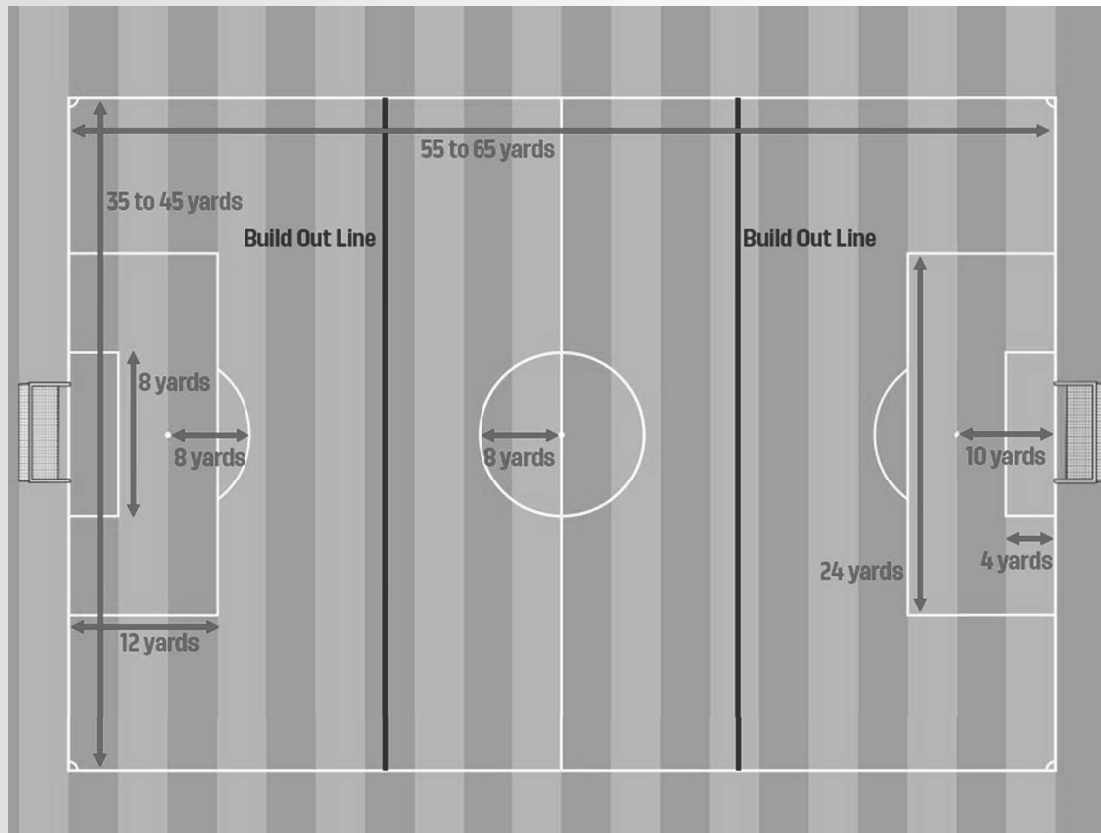 55 to 65 yards
35 to 45 yards
Build Out Line
Build Out Line
8 yards
8 yards
8 yards
10 yards
4 yards
24 yards
12 yards